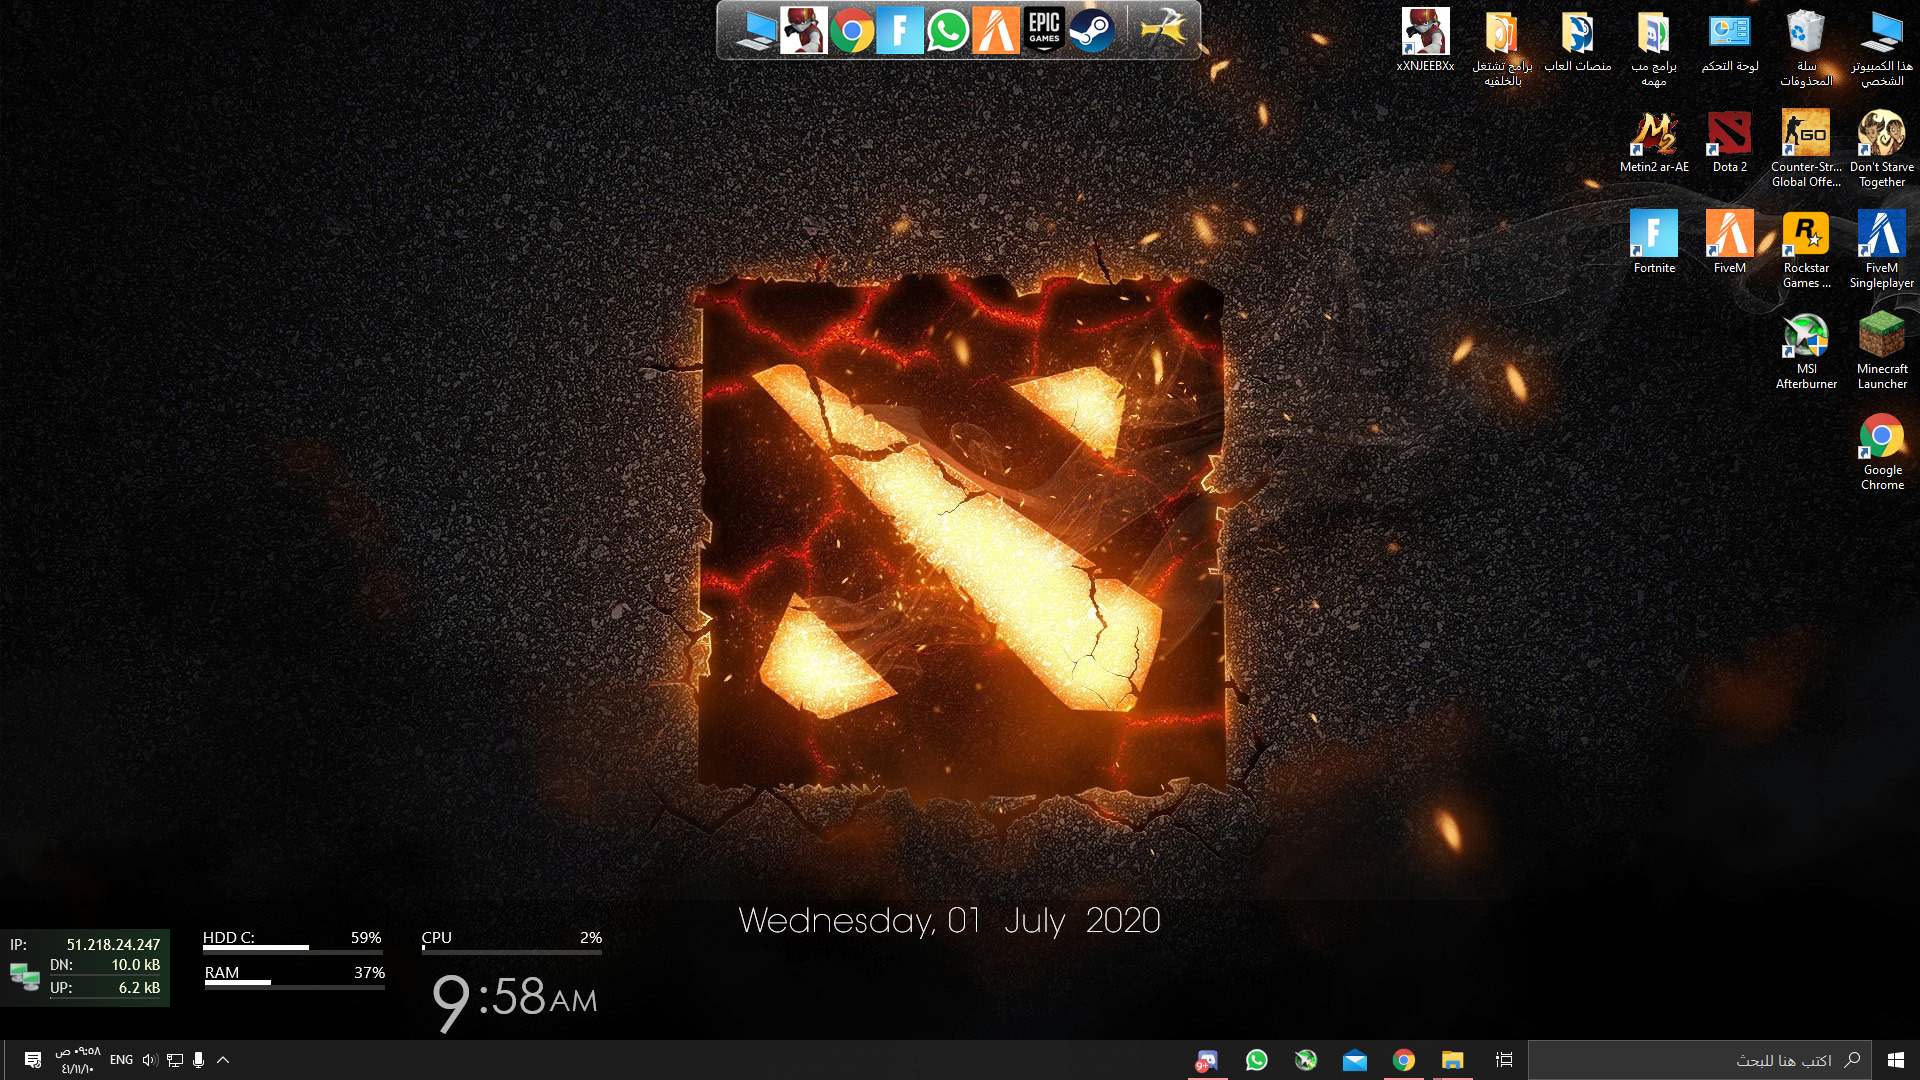 EPIC
GAMES
xXNJEEBXx
برامج تشتغل
بالخلفيه
منصات العاب
برامج مب
مهمه
لوحة التحكم
سلة
المحذوفات
هذا الكمبيوتر
الشخصي
Metin2 ar-AE
Dota 2
GO
Counter-Str...
Global Offe...
Don't Starve
Together
Fortnite
FiveM
Rockstar
Games ...
FiveM
Singleplayer
MSI
Afterburner
Minecraft
Launcher
Google
Chrome
Wednesday, 01 July 2020
IP: 51.218.24.247
DN: 10.0 kB
UP: 6.2 kB
HDD C: 59%
RAM 37%
CPU 2%
9:58AM
٠٩:٥٨ ص
٤١/١١/١٠
ENG
9+
اكتب هنا للبحث